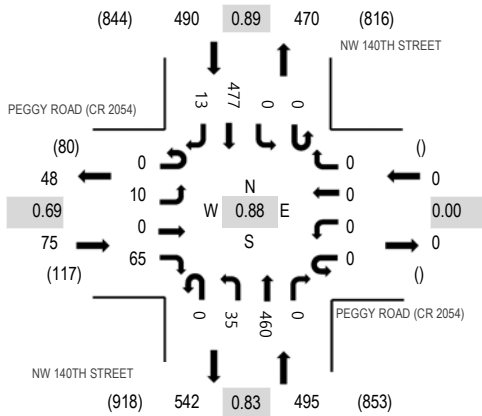 (844) 490 0.89 470 (816)
NW 140TH STREET
13 477 0 0
PEGGY ROAD (CR 2054)
(80) 0 0 ()
48 0
10 N 0
0.69 W 0.88 E 0.00
0 0
75 S 0
65 0
(117) ()
0 35 460 0
PEGGY ROAD (CR 2054)
NW 140TH STREET
(918) 542 0.83 495 (853)